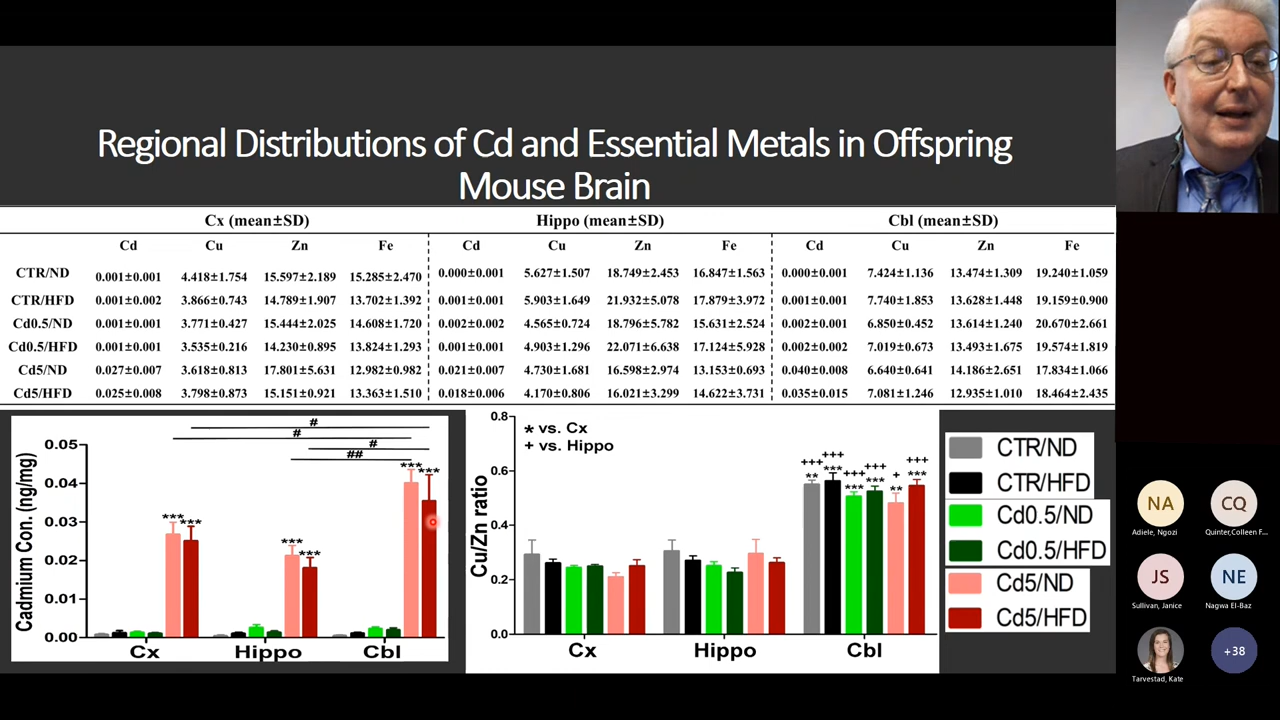 Regional Distributions of Cd and Essential Metals in Offspring
Mouse Brain
Cx (mean±SD) Hippo (mean±SD) Cbl (mean±SD)
Cd Cu Zn Fe Cd Cu Zn Fe Cd Cu Zn Fe
CTR/ND 0.001±0.001 4.418±1.754 15.597±2.189 15.285±2.470 0.000±0.001 5.627±1.507 18.749±2.453 16.847±1.563 0.000±0.001 7.424±1.136 13.474±1.309 19.240±1.059
CTR/HFD 0.001±0.002 3.866±0.743 14.789±1.907 13.702±1.392 0.001±0.001 5.903±1.649 21.932±5.078 17.879±3.972 0.001±0.001 7.740±1.853 13.628±1.448 19.159±0.900
Cd0.5/ND 0.001±0.001 3.771±0.427 15.444±2.025 14.608±1.720 0.002±0.002 4.565±0.724 18.796±5.782 15.631±2.524 0.002±0.001 6.850±0.452 13.614±1.240 20.670±2.661
Cd0.5/HFD 0.001±0.001 3.535±0.216 14.230±0.895 13.824±1.293 0.001±0.001 4.903±1.296 22.071±6.638 17.124±5.928 0.002±0.002 7.019±0.673 13.493±1.675 19.574±1.819
Cd5/ND 0.027±0.007 3.618±0.813 17.801±5.631 12.982±0.982 0.021±0.007 4.730±1.681 16.598±2.974 13.153±0.693 0.040±0.008 6.640±0.641 14.186±2.651 17.834±1.066
Cd5/HFD 0.025±0.008 3.798±0.873 15.151±0.921 13.363±1.510 0.018±0.006 4.170±0.806 16.021±3.299 14.622±3.731 0.035±0.015 7.081±1.246 12.935±1.010 18.464±2.435
Cadmium Con. (ng/mg)
0.05
0.04
0.03
0.02
0.01
0.00
#
#
#
##
*** ***
*** ***
*** ***
Cx Hippo Cbl
Cu/Zn ratio
0.8
0.6
0.4
0.2
0.0
* vs. Cx
+ vs. Hippo
+++ +++ +++ +++ + +++
** *** *** *** ** ***
Cx Hippo Cbl
CTR/ND
CTR/HFD
Cd0.5/ND
Cd0.5/HFD
Cd5/ND
Cd5/HFD
NA CQ
Adiele, Ngozi Quinter,Colleen F...
JS NE
Sullivan, Janice Nagwa El-Baz
+38
Tarvestad, Kate